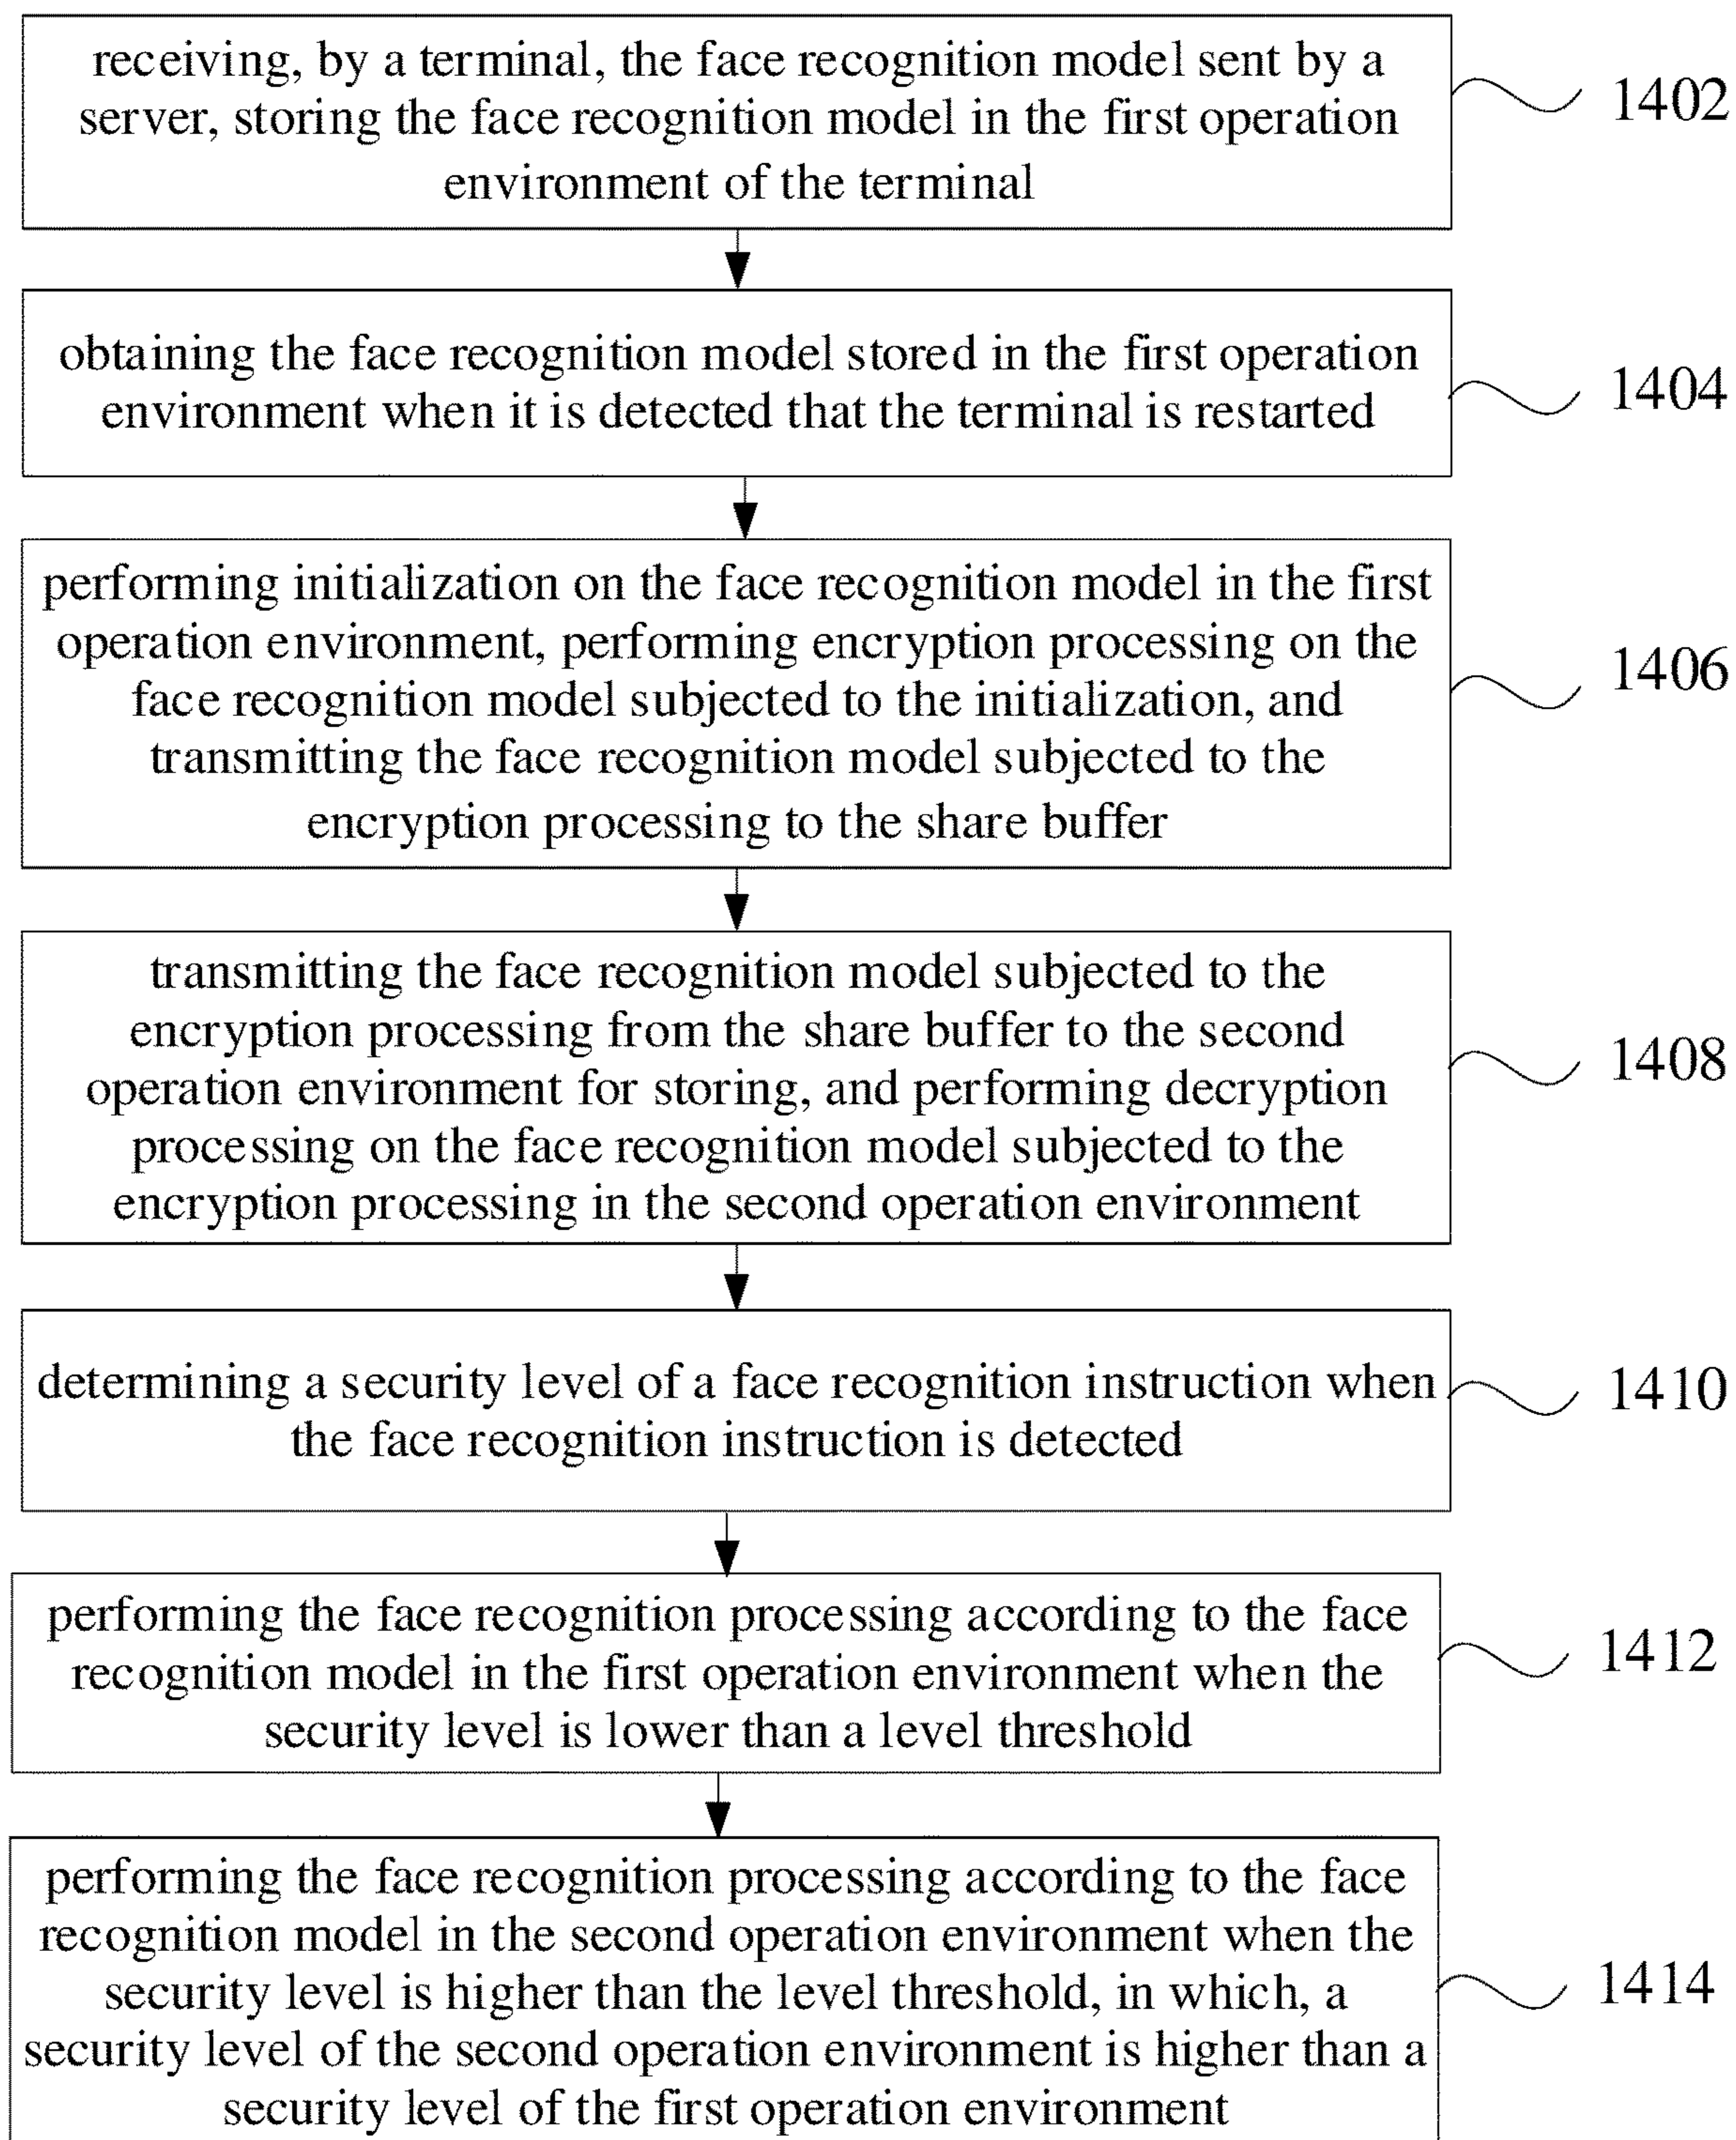 receiving, by a terminal, the face recognition model sent by a
server, storing the face recognition model in the first operation
environment of the terminal
1402
obtaining the face recognition model stored in the first operation
environment when it is detected that the terminal is restarted
1404
performing initialization on the face recognition model in the first
operation environment, performing encryption processing on the
face recognition model subjected to the initialization, and
transmitting the face recognition model subjected to the
encryption processing to the share buffer
1406
transmitting the face recognition model subjected to the
encryption processing from the share buffer to the second
operation environment for storing, and performing decryption
processing on the face recognition model subjected to the
encryption processing in the second operation environment
1408
determining a security level of a face recognition instruction when
the face recognition instruction is detected
1410
performing the face recognition processing according to the face
recognition model in the first operation environment when the
security level is lower than a level threshold
1412
performing the face recognition processing according to the face
recognition model in the second operation environment when the
security level is higher than the level threshold, in which, a
security level of the second operation environment is higher than a
security level of the first operation environment
1414